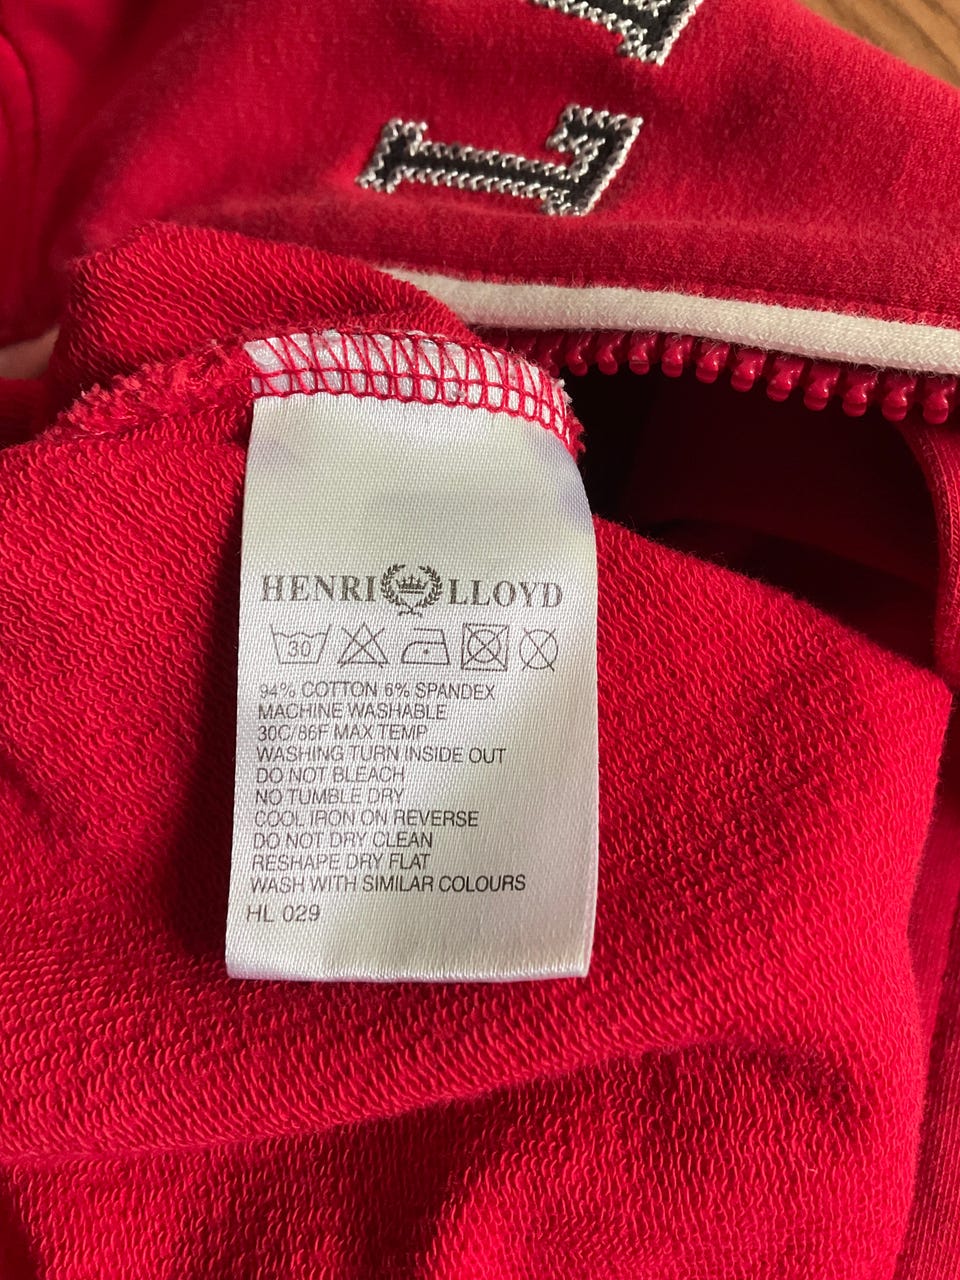 L
HENRI LLOYD
30
94% COTTON 6% SPANDEX
MACHINE WASHABLE
30C/86F MAX TEMP
WASHING TURN INSIDE OUT
DO NOT BLEACH
NO TUMBLE DRY
COOL IRON ON REVERSE
DO NOT DRY CLEAN
RESHAPE DRY FLAT
WASH WITH SIMILAR COLOURS
HL 029